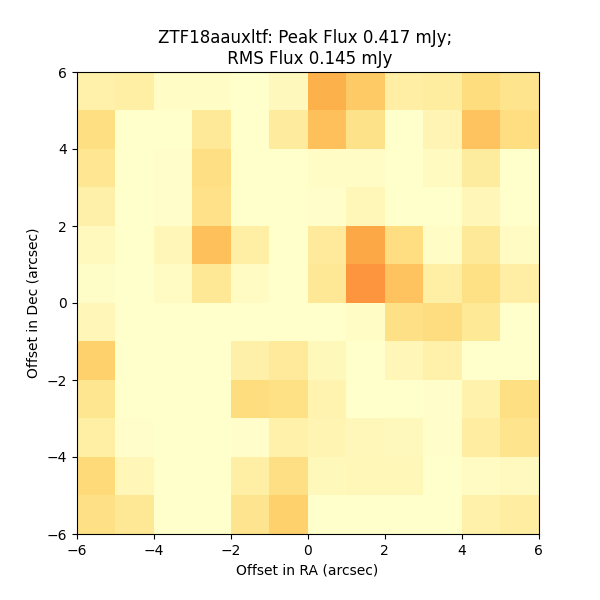 ZTF18aauxltf: Peak Flux 0.417 mJy;
RMS Flux 0.145 mJy
6
4
2
0
−2
−4
−6
Offset in Dec (arcsec)
−6 −4 −2 0 2 4 6
Offset in RA (arcsec)